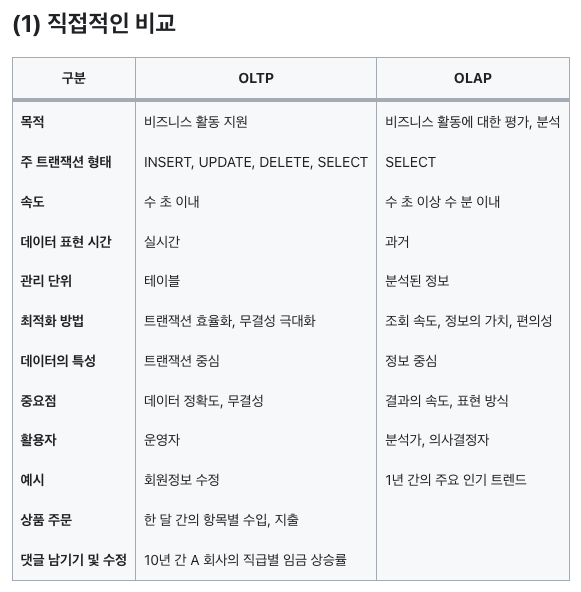 (1) 직접적인 비교
구분 OLTP OLAP
목적 비즈니스 활동 지원 비즈니스 활동에 대한 평가, 분석
주 트랜잭션 형태 INSERT, UPDATE, DELETE, SELECT SELECT
속도 수 초 이내 수 초 이상 수 분 이내
데이터 표현 시간 실시간 과거
관리 단위 테이블 분석된 정보
최적화 방법 트랜잭션 효율화, 무결성 극대화 조회 속도, 정보의 가치, 편의성
데이터의 특성 트랜잭션 중심 정보 중심
중요점 데이터 정확도, 무결성 결과의 속도, 표현 방식
활용자 운영자 분석가, 의사결정자
예시 회원정보 수정 1년 간의 주요 인기 트렌드
상품 주문 한 달 간의 항목별 수입, 지출
댓글 남기기 및 수정 10년 간 A 회사의 직급별 임금 상승률